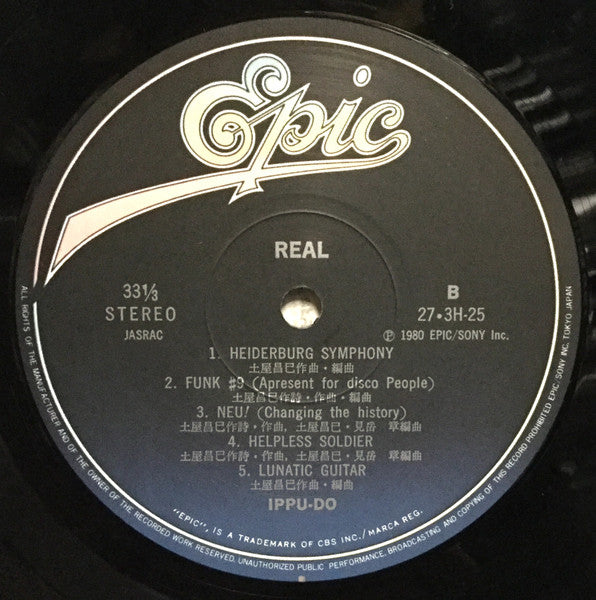 Epic
REAL
33 1/3
STEREO
JASRAC
B
27•3H-25
Ⓟ 1980 EPIC/SONY Inc.
1. HEIDERBURG SYMPHONY
土屋昌巳作曲・編曲
2. FUNK #9 (Apresent for disco People)
土屋昌巳作詩・作曲・編曲
3. NEU! (Changing the history)
土屋昌巳作詩・作曲, 土屋昌巳・見岳 章編曲
4. HELPLESS SOLDIER
土屋昌巳作詩・作曲, 土屋昌巳・見岳 章編曲
5. LUNATIC GUITAR
土屋昌巳作曲・編曲
IPPU-DO
"EPIC", IS A TRADEMARK OF CBS INC./MARCA REG.
ALL RIGHTS OF THE MANUFACTURER AND OF THE OWNER OF THE RECORDED WORK RESERVED. UNAUTHORIZED PUBLIC PERFORMANCE, BROADCASTING AND COPYING OF THIS RECORD PROHIBITED EPIC/SONY INC. TOKYO JAPAN